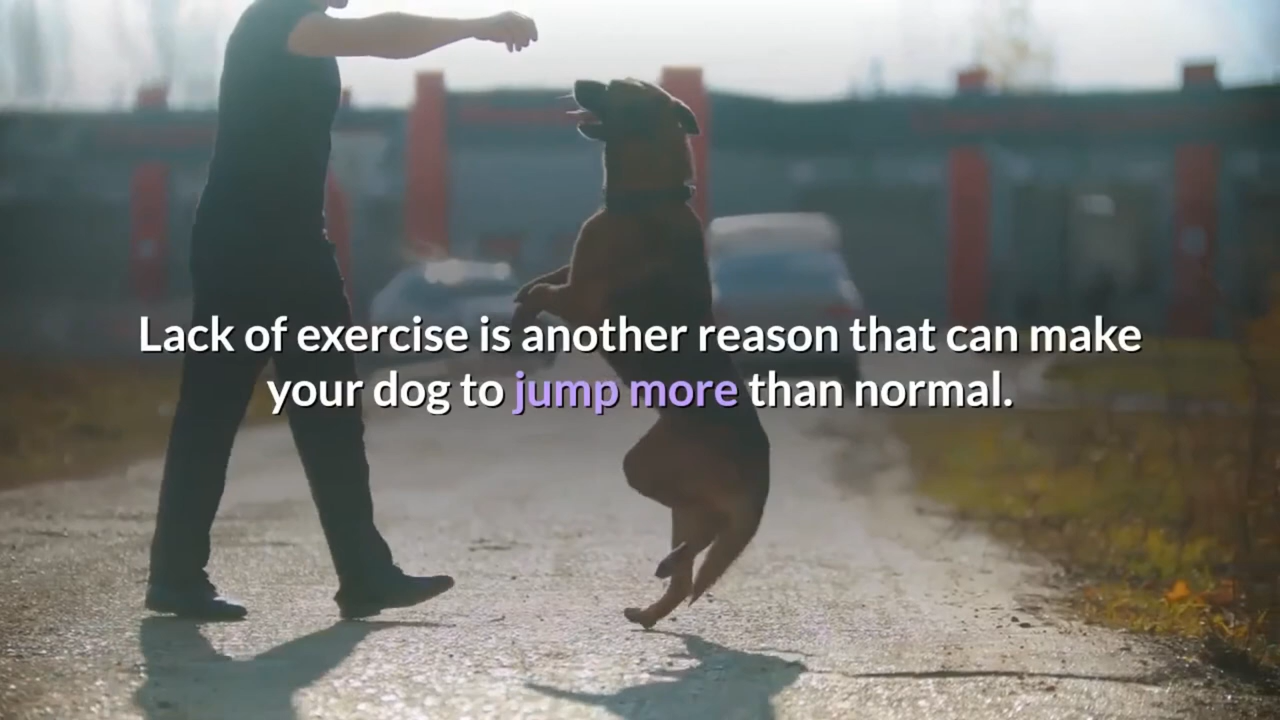 Lack of exercise is another reason that can make
your dog to jump more than normal.